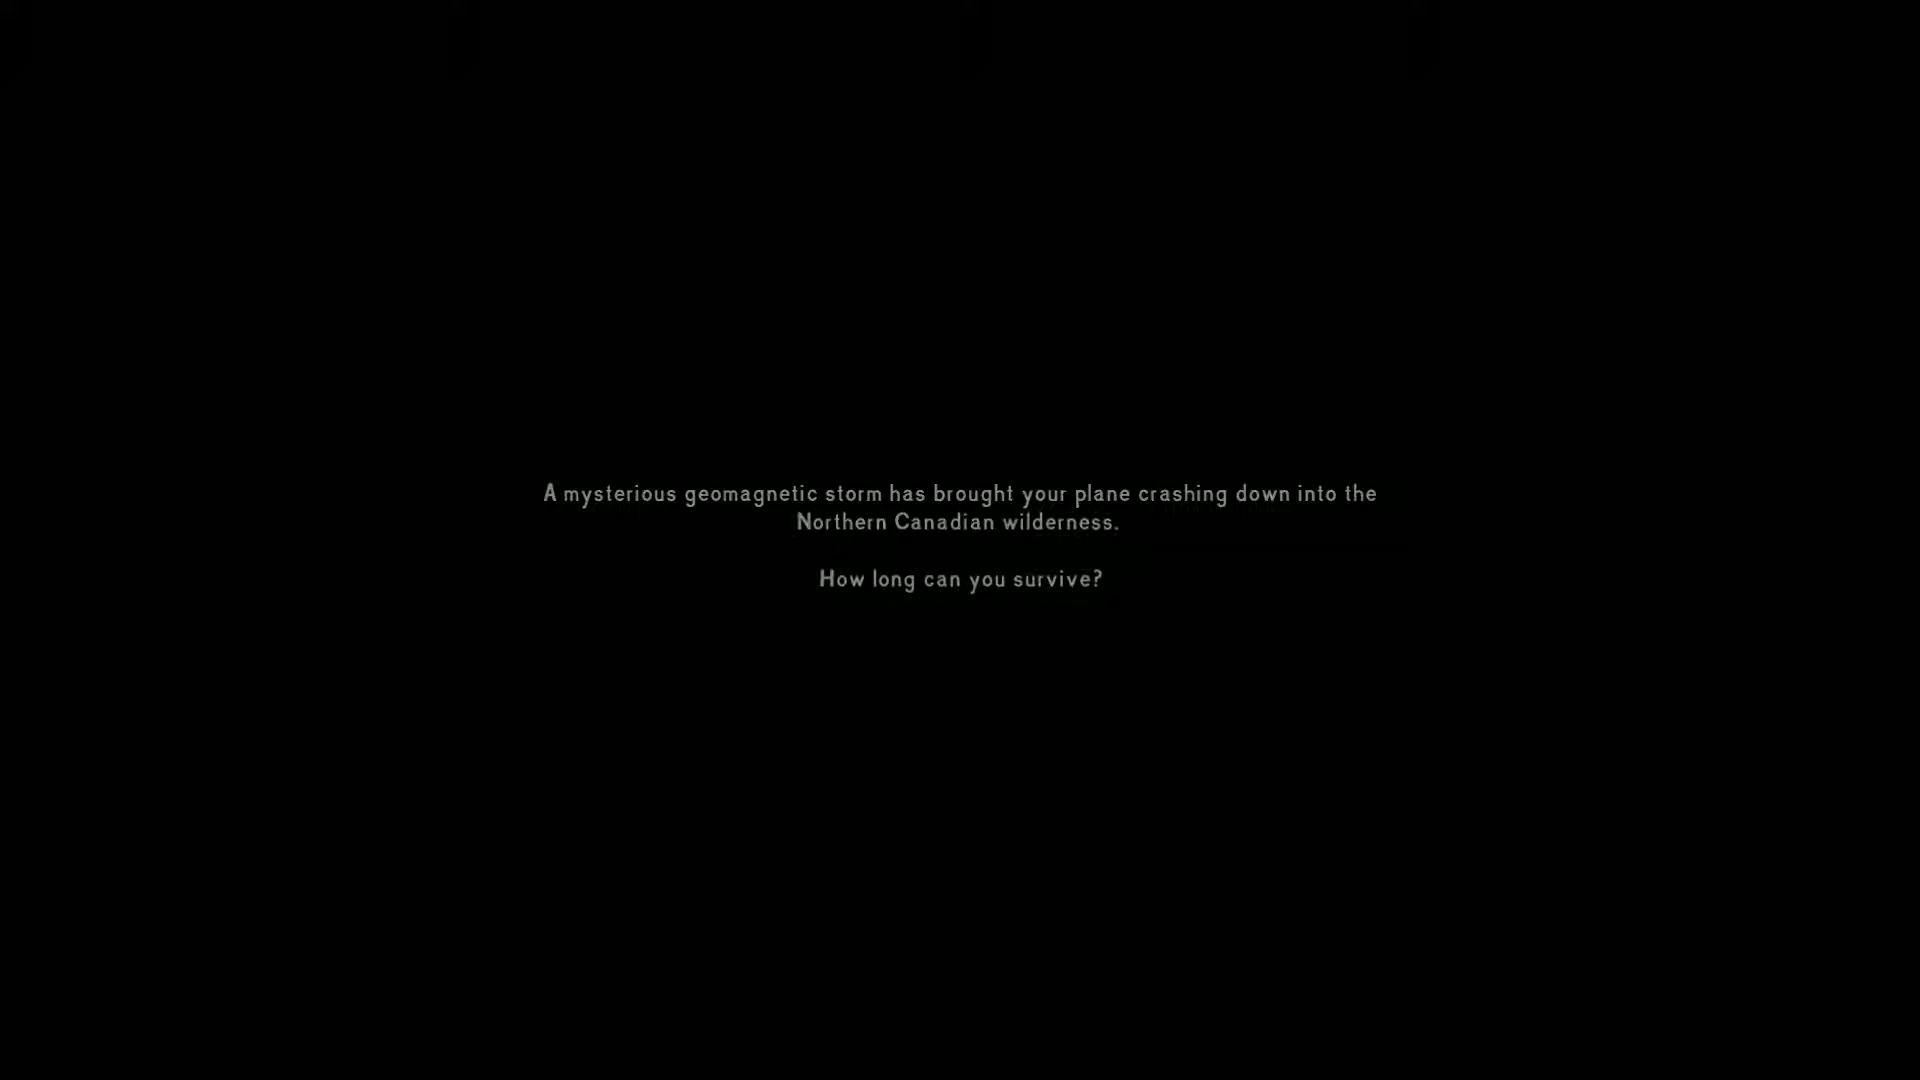 A mysterious geomagnetic storm has brought your plane crashing down into the
Northern Canadian wilderness.
How long can you survive?